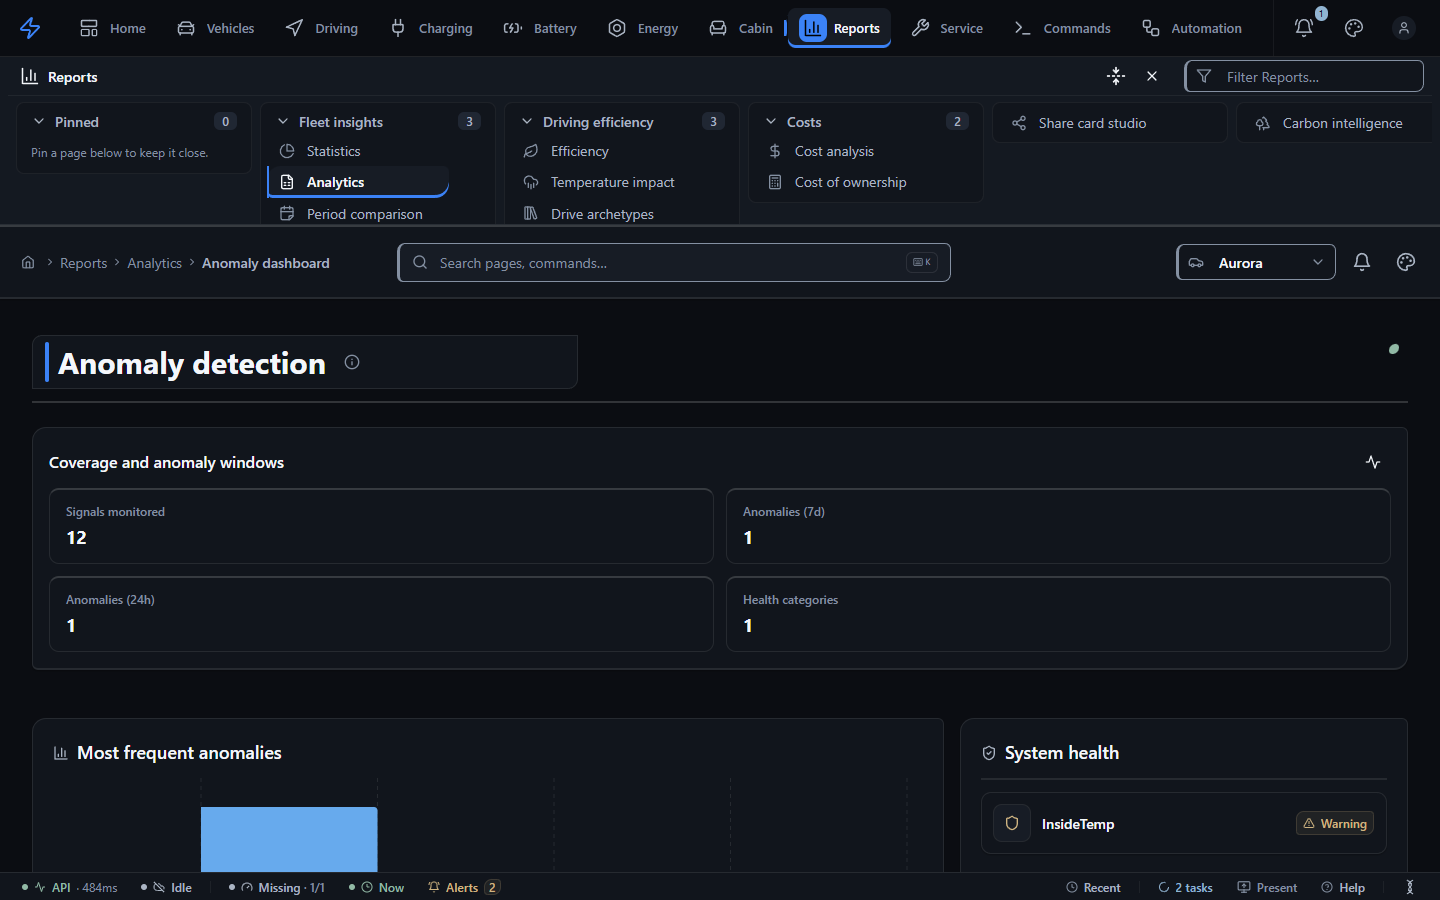 Home
Vehicles
Driving
Charging
Battery
Energy
Cabin
Reports
Service
Commands
Automation
1
Reports
Filter Reports...
Pinned
0
Pin a page below to keep it close.
Fleet insights
3
Statistics
Analytics
Period comparison
Driving efficiency
3
Efficiency
Temperature impact
Drive archetypes
Costs
2
Cost analysis
Cost of ownership
Share card studio
Carbon intelligence
Reports
Analytics
Anomaly dashboard
Search pages, commands...
K
Aurora
Anomaly detection
Coverage and anomaly windows
Signals monitored
12
Anomalies (7d)
1
Anomalies (24h)
1
Health categories
1
Most frequent anomalies
System health
InsideTemp
Warning
API · 484ms
Idle
Missing · 1/1
Now
Alerts 2
Recent
2 tasks
Present
Help